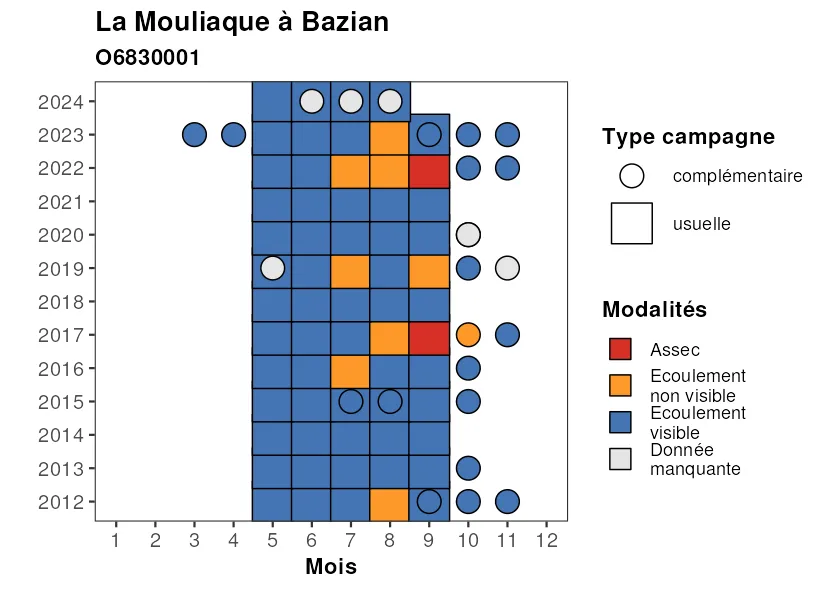 La Mouliaque à Bazian
O6830001
2024
2023
2022
2021
2020
2019
2018
2017
2016
2015
2014
2013
2012
1 2 3 4 5 6 7 8 9 10 11 12
Mois
Type campagne
complémentaire
usuelle
Modalités
Assec
Ecoulement
non visible
Ecoulement
visible
Donnée
manquante